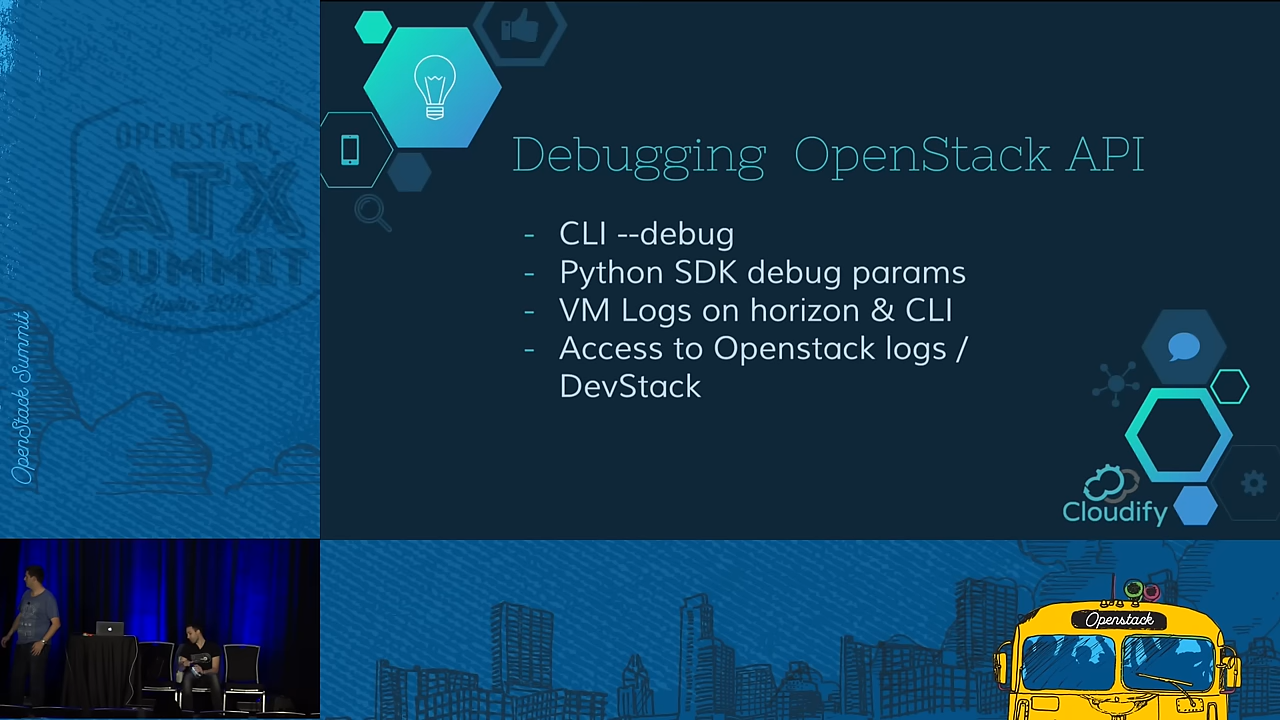 OPENSTACK
ATX
SUMMIT
OpenStack Summit
Debugging OpenStack API
- CLI --debug
- Python SDK debug params
- VM Logs on horizon & CLI
- Access to Openstack logs /
DevStack
Cloudify
Openstack